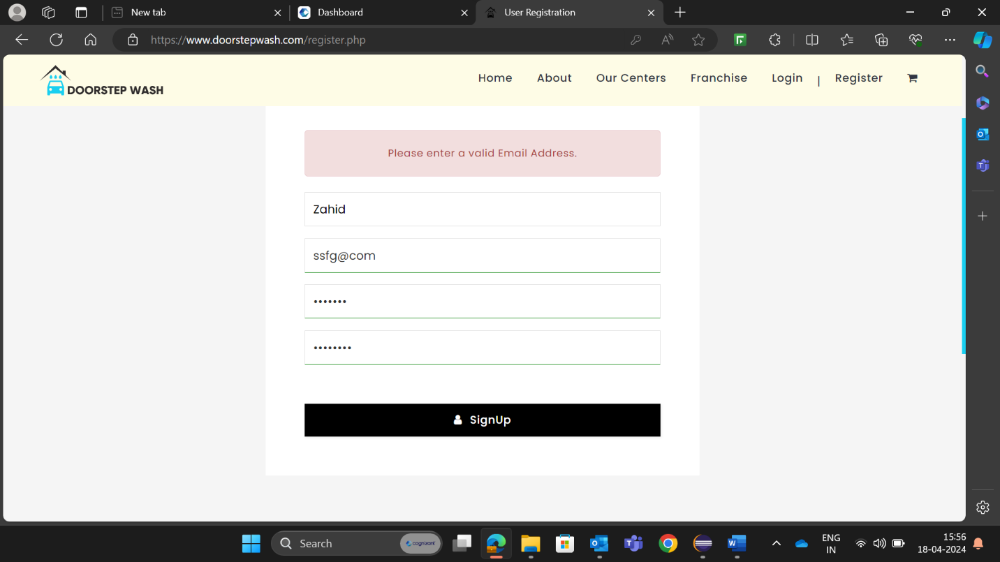 New tab
Dashboard
User Registration
https://www.doorstepwash.com/register.php
DOORSTEP WASH
Home
About
Our Centers
Franchise
Login
|
Register
Please enter a valid Email Address.
Zahid
ssfg@com
•••••••
••••••••
SignUp
Search
cognizant
ENG
IN
15:56
18-04-2024